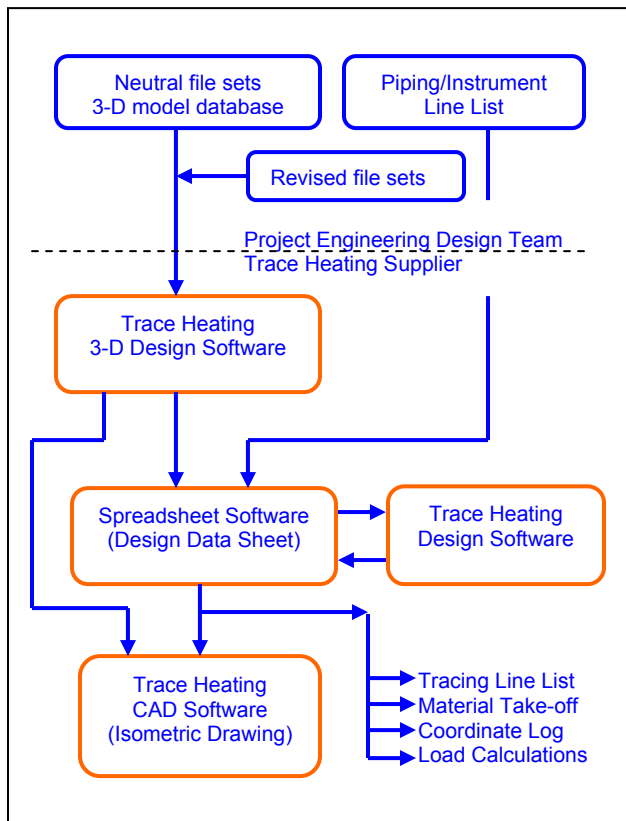 Neutral file sets
3-D model database
Piping/Instrument
Line List
Revised file sets
Project Engineering Design Team
Trace Heating Supplier
Trace Heating
3-D Design Software
Spreadsheet Software
(Design Data Sheet)
Trace Heating
Design Software
Trace Heating
CAD Software
(Isometric Drawing)
Tracing Line List
Material Take-off
Coordinate Log
Load Calculations